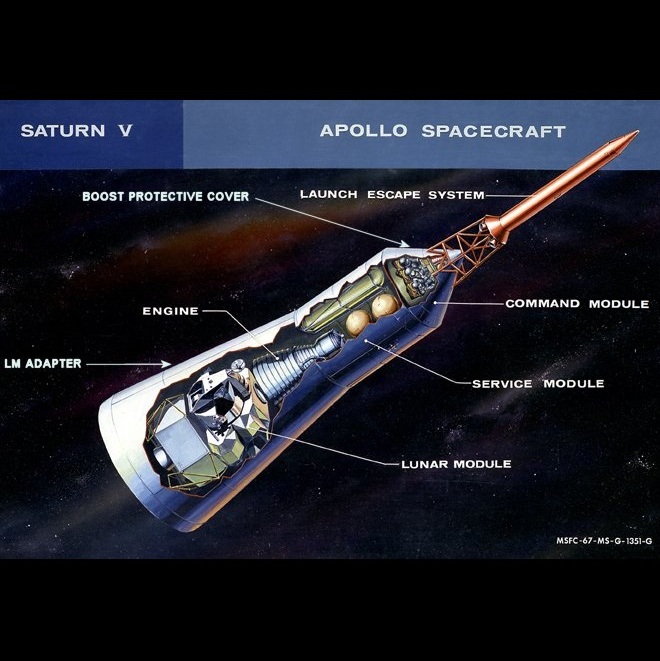 SATURN V
APOLLO SPACECRAFT
BOOST PROTECTIVE COVER
LAUNCH ESCAPE SYSTEM
ENGINE
COMMAND MODULE
LM ADAPTER
SERVICE MODULE
LUNAR MODULE
MSFC-67-MS-G-1351-G